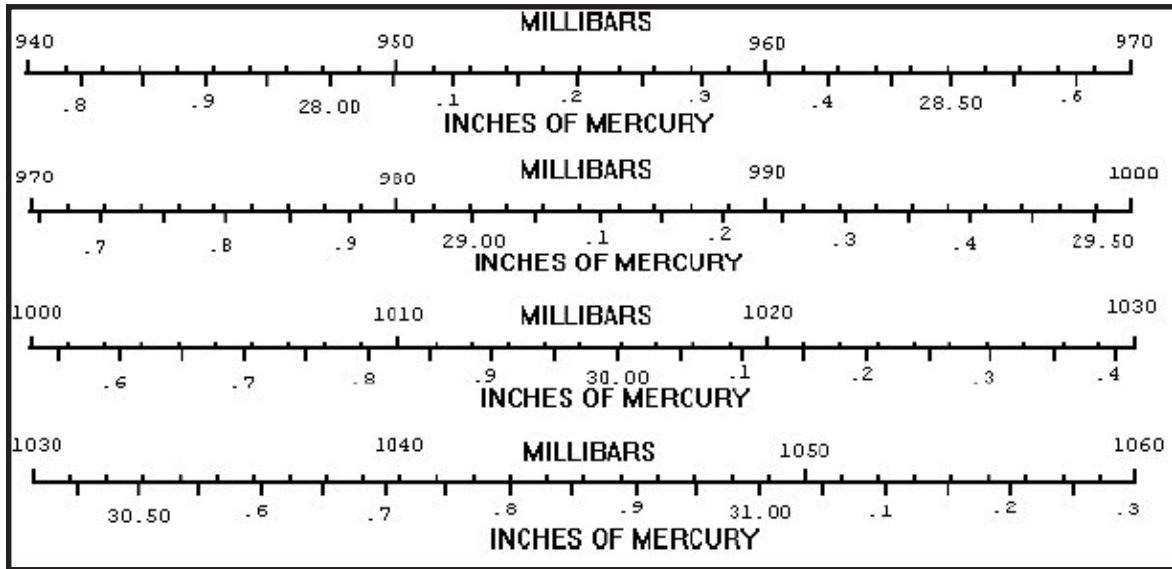 MILLIBARS
940 950 960 970
.8 .9 28.00 .1 .2 .3 .4 28.50 .6
INCHES OF MERCURY
MILLIBARS
970 980 990 1000
.7 .8 .9 29.00 .1 .2 .3 .4 29.50
INCHES OF MERCURY
1000 1010 MILLIBARS 1020 1030
.6 .7 .8 .9 30.00 .1 .2 .3 .4
INCHES OF MERCURY
1030 1040 MILLIBARS 1050 1060
30.50 .6 .7 .8 .9 31.00 .1 .2 .3
INCHES OF MERCURY